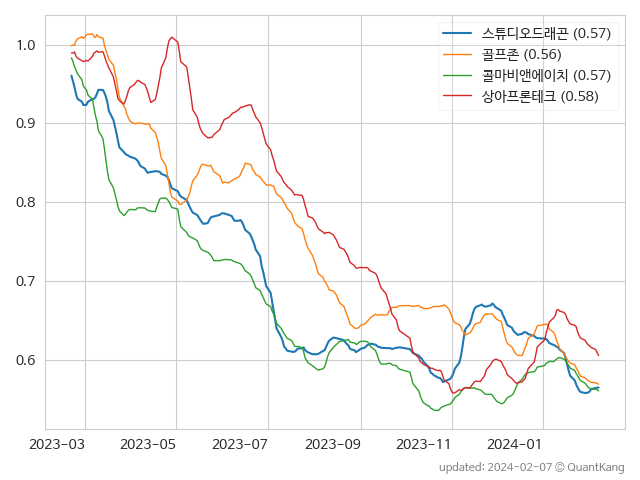 스튜디오드래곤 (0.57)
골프존 (0.56)
콜마비앤에이치 (0.57)
상아프론테크 (0.58)
1.0
0.9
0.8
0.7
0.6
2023-03 2023-05 2023-07 2023-09 2023-11 2024-01
updated: 2024-02-07 © QuantKang